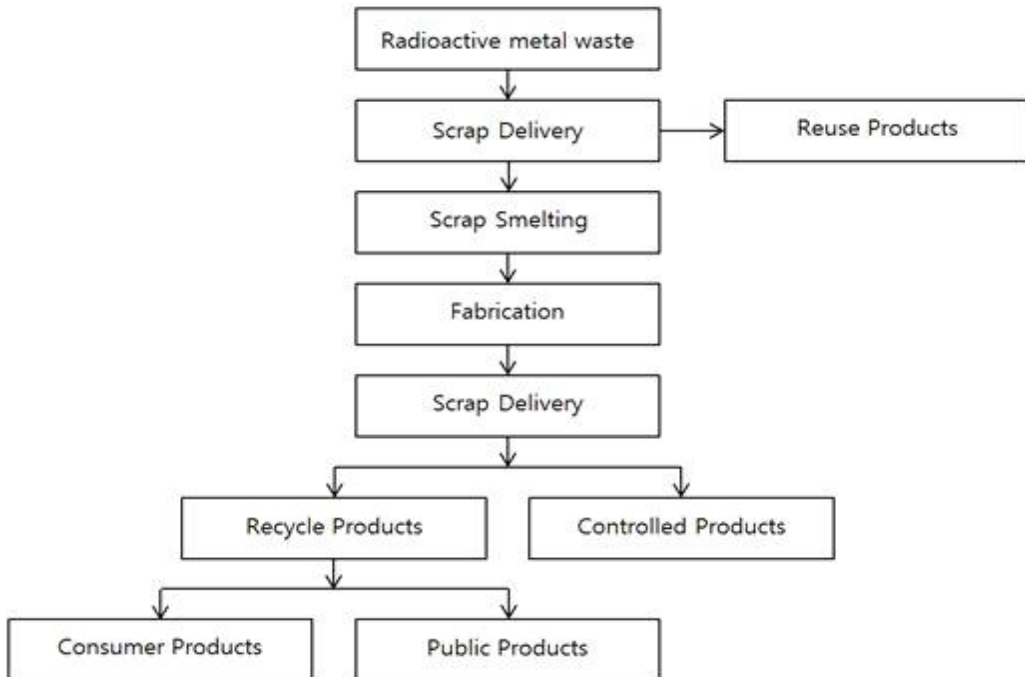 Radioactive metal waste
Scrap Delivery
Reuse Products
Scrap Smelting
Fabrication
Scrap Delivery
Recycle Products
Controlled Products
Consumer Products
Public Products